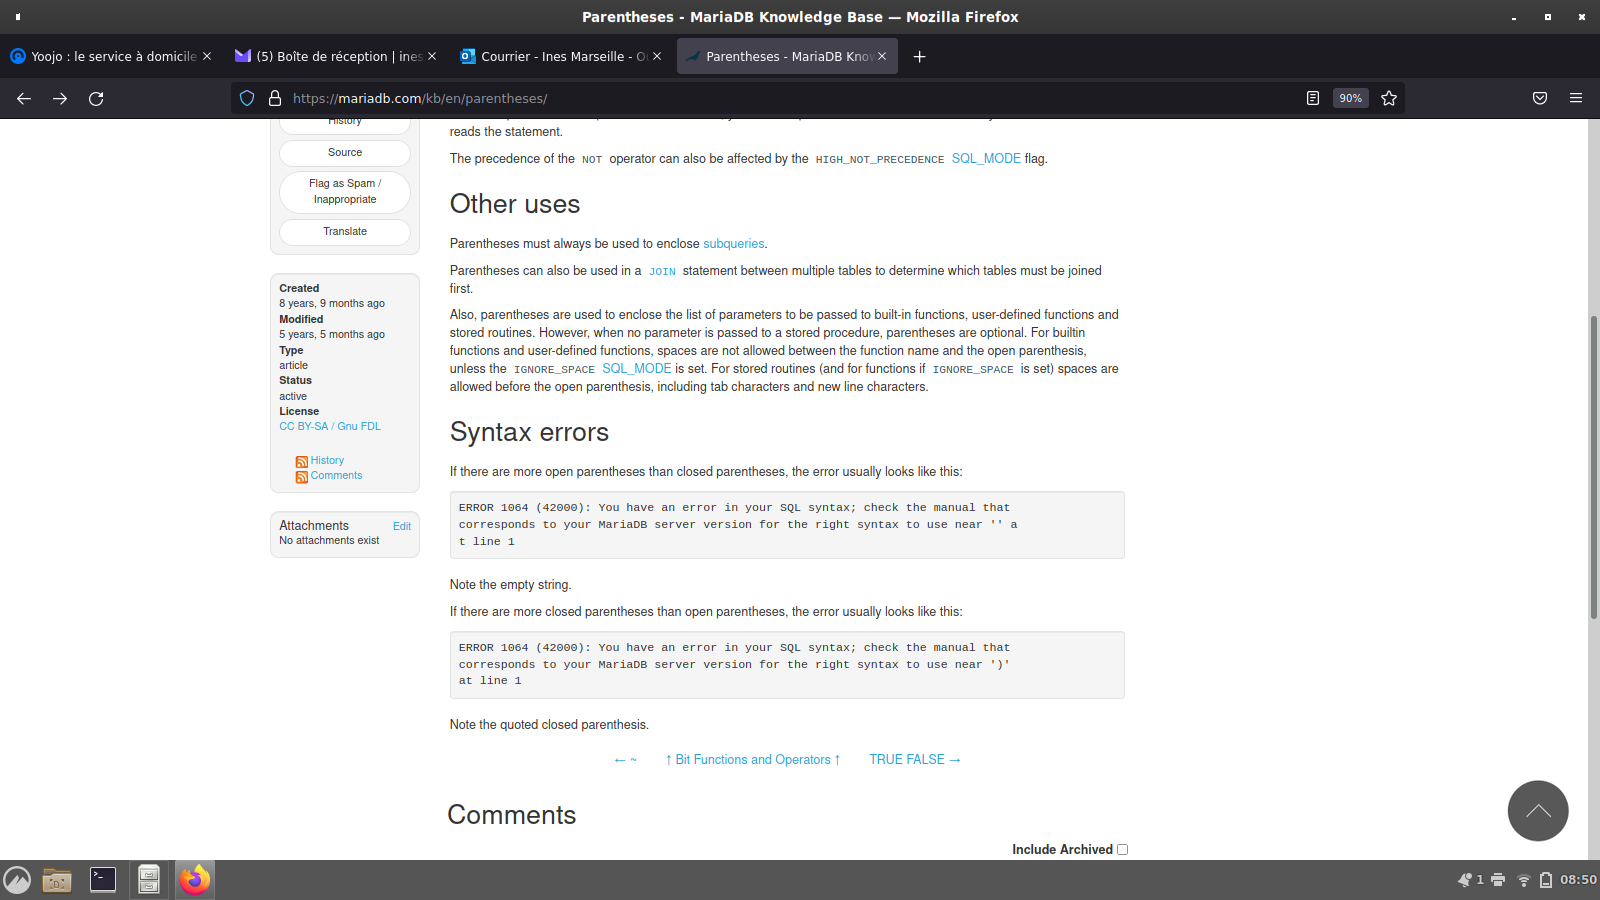 Parentheses - MariaDB Knowledge Base — Mozilla Firefox
Yoojo : le service à domicile
(5) Boîte de réception | ines
Courrier - Ines Marseille - O
Parentheses - MariaDB Know
https://mariadb.com/kb/en/parentheses/
90%
History
Source
Flag as Spam /
Inappropriate
Translate
Created
8 years, 9 months ago
Modified
5 years, 5 months ago
Type
article
Status
active
License
CC BY-SA / Gnu FDL
History
Comments
Attachments Edit
No attachments exist
reads the statement.
The precedence of the NOT operator can also be affected by the HIGH_NOT_PRECEDENCE SQL_MODE flag.
Other uses
Parentheses must always be used to enclose subqueries.
Parentheses can also be used in a JOIN statement between multiple tables to determine which tables must be joined
first.
Also, parentheses are used to enclose the list of parameters to be passed to built-in functions, user-defined functions and
stored routines. However, when no parameter is passed to a stored procedure, parentheses are optional. For builtin
functions and user-defined functions, spaces are not allowed between the function name and the open parenthesis,
unless the IGNORE_SPACE SQL_MODE is set. For stored routines (and for functions if IGNORE_SPACE is set) spaces are
allowed before the open parenthesis, including tab characters and new line characters.
Syntax errors
If there are more open parentheses than closed parentheses, the error usually looks like this:
ERROR 1064 (42000): You have an error in your SQL syntax; check the manual that
corresponds to your MariaDB server version for the right syntax to use near '' a
t line 1
Note the empty string.
If there are more closed parentheses than open parentheses, the error usually looks like this:
ERROR 1064 (42000): You have an error in your SQL syntax; check the manual that
corresponds to your MariaDB server version for the right syntax to use near ')'
at line 1
Note the quoted closed parenthesis.
← ~ ↑ Bit Functions and Operators ↑ TRUE FALSE →
Comments
Include Archived
1
08:50